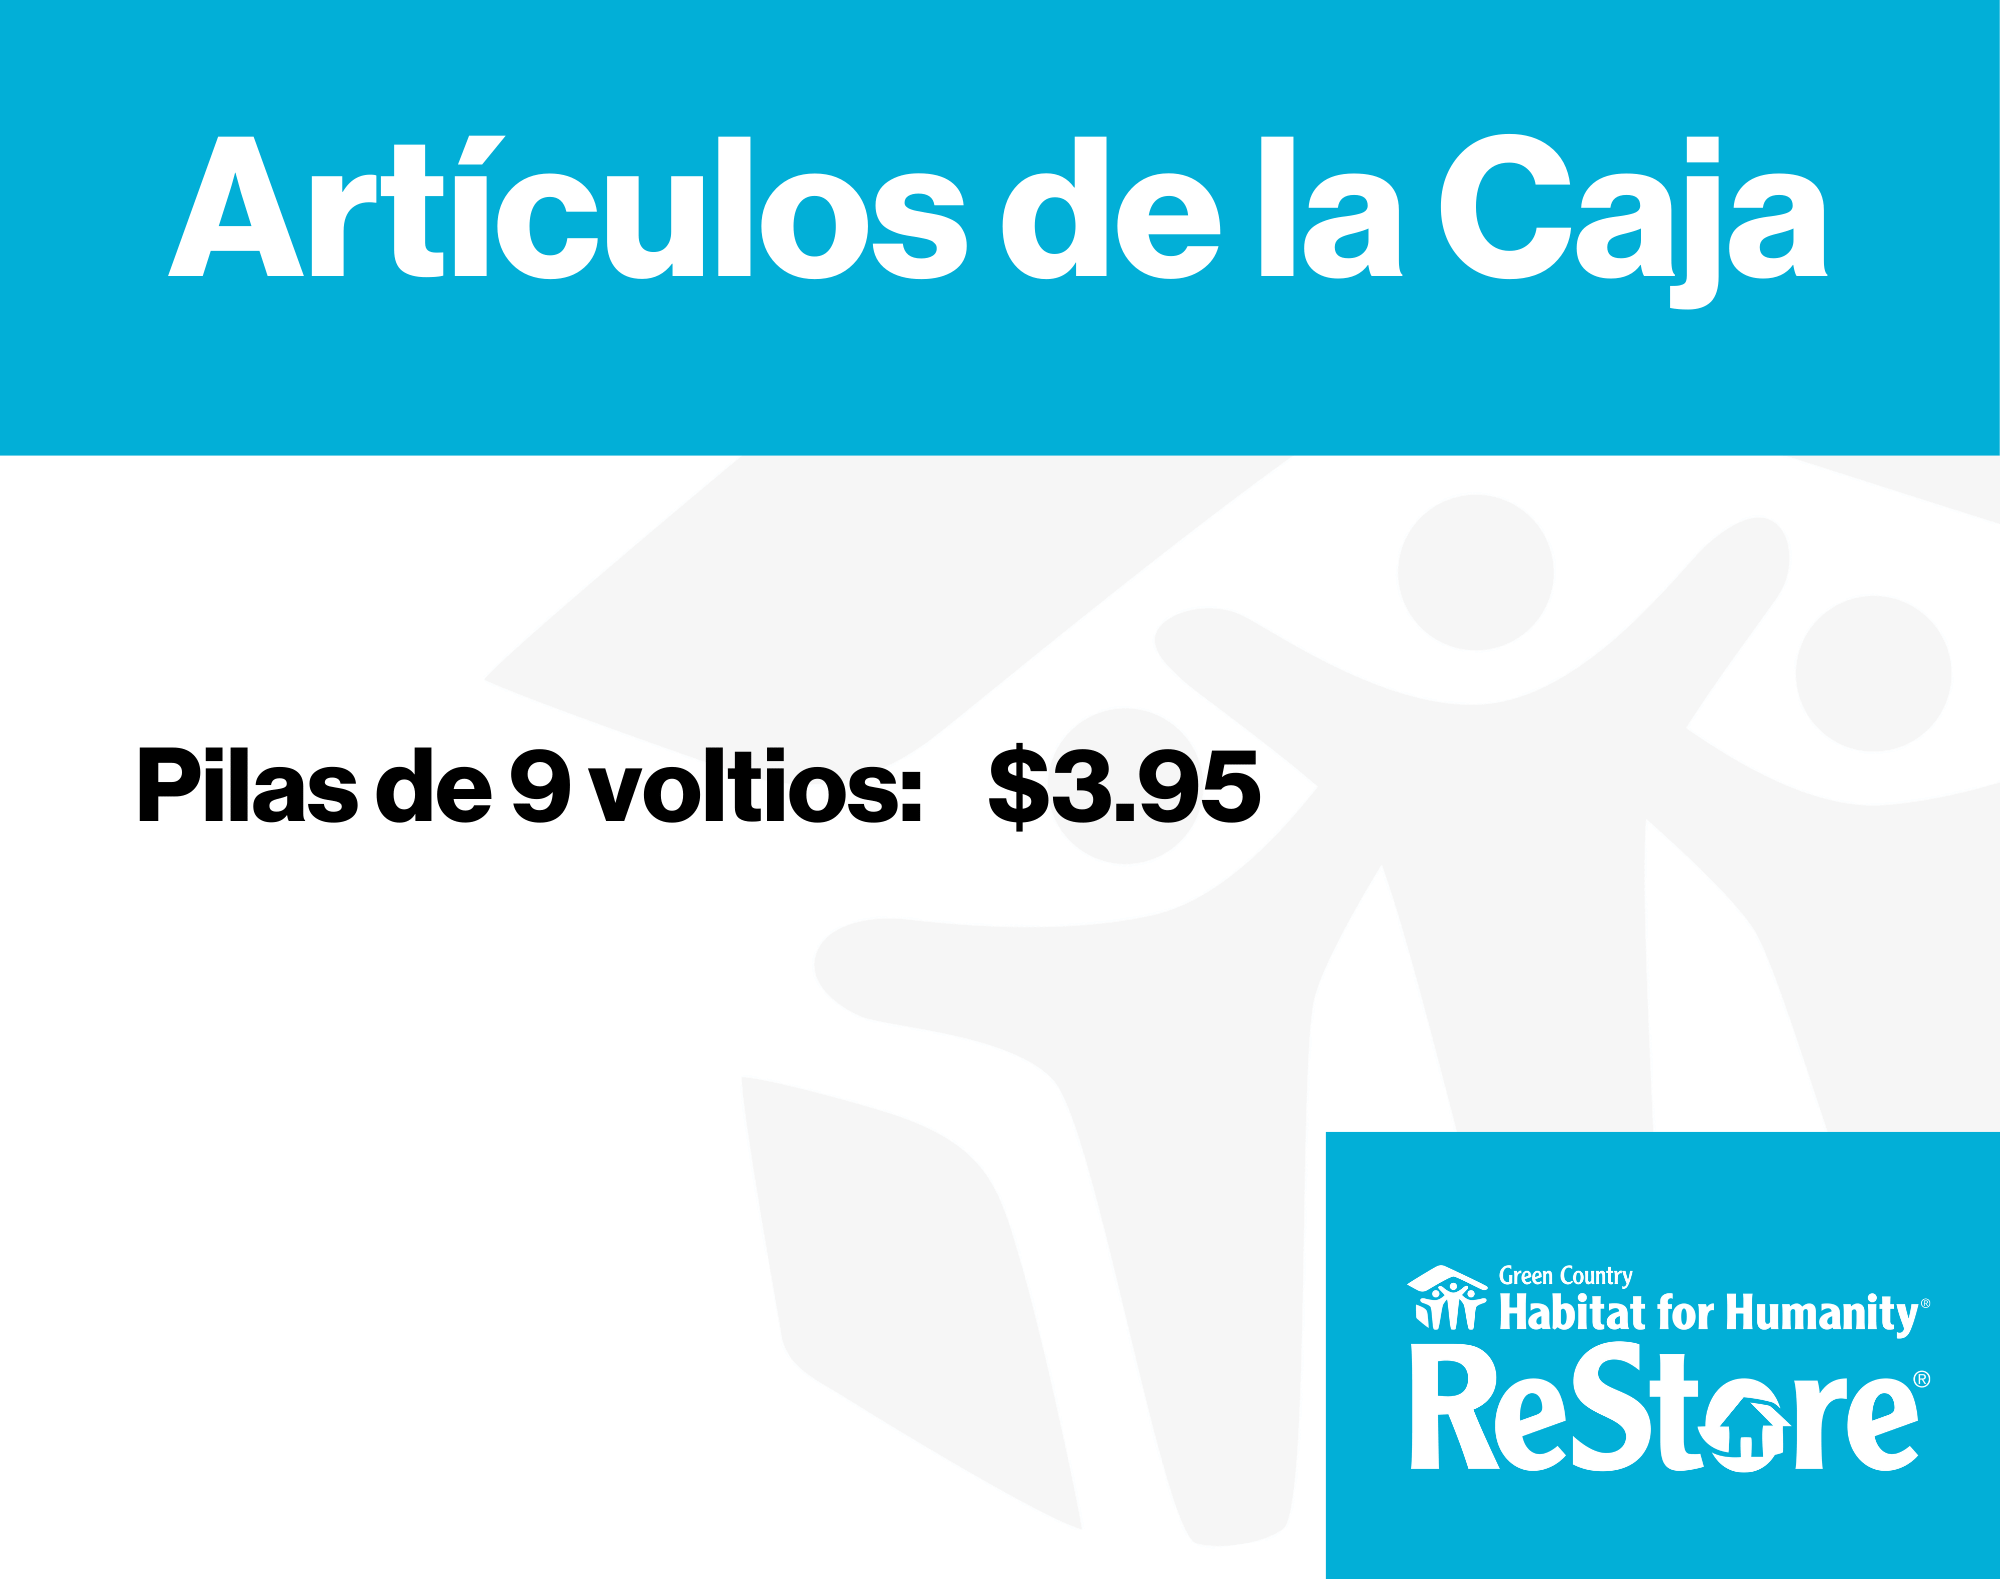 Artículos de la Caja
Pilas de 9 voltios: $3.95
Green Country
Habitat for Humanity®
ReStore®